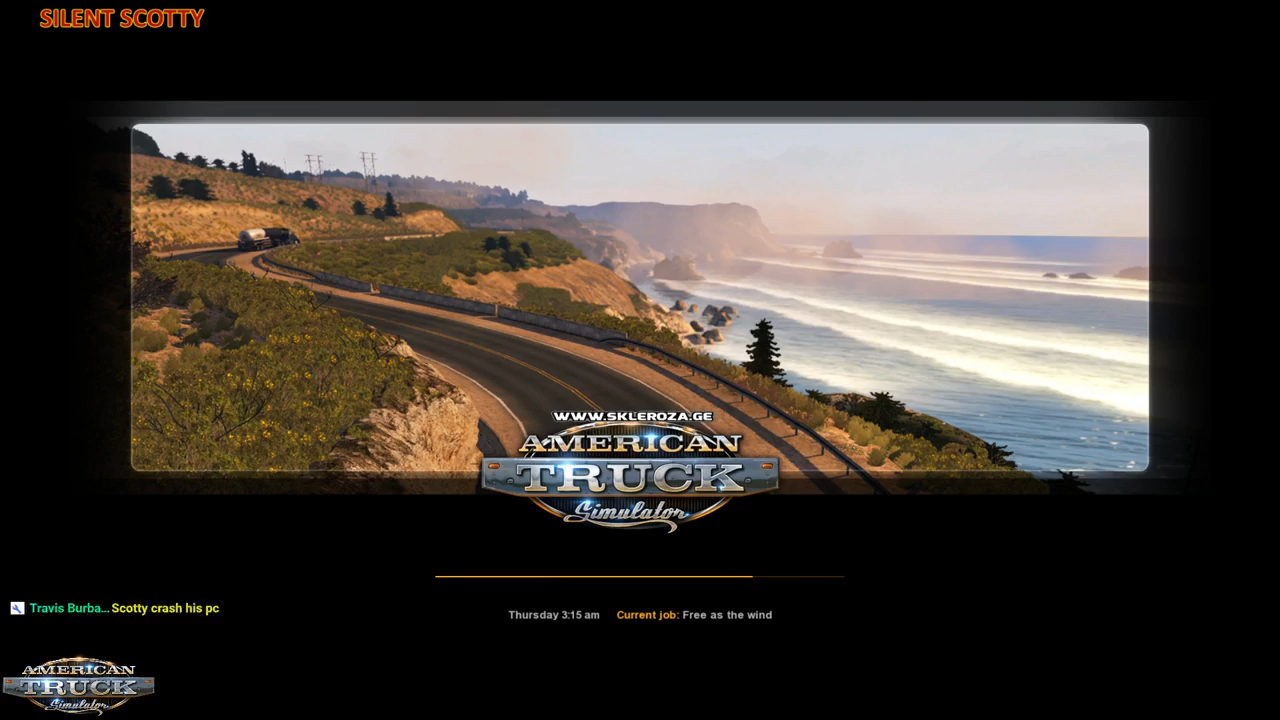 SILENT SCOTTY
WWW.SKLEROZA.GE
AMERICAN
TRUCK
Simulator
Travis Burba... Scotty crash his pc
Thursday 3:15 am Current job: Free as the wind
AMERICAN
TRUCK
Simulator